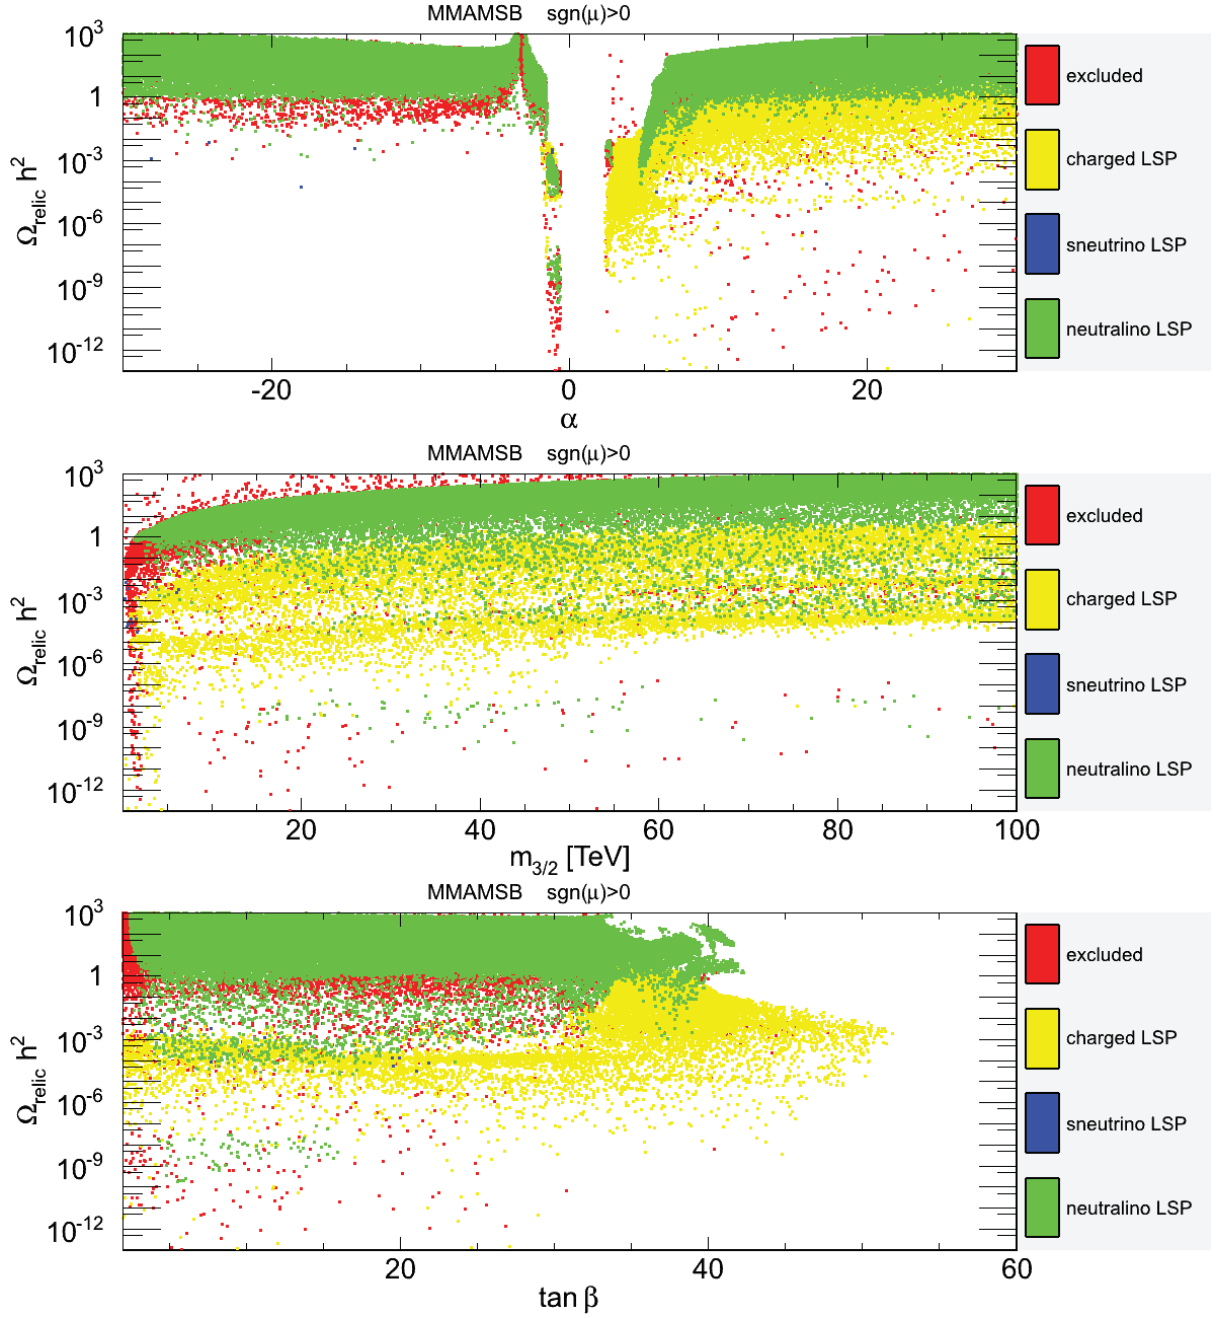 MMAMSB sgn(μ)>0
10³
1
10⁻³
10⁻⁶
10⁻⁹
10⁻¹²
Ω_relic h²
-20 0 20
α
excluded
charged LSP
sneutrino LSP
neutralino LSP
MMAMSB sgn(μ)>0
10³
1
10⁻³
10⁻⁶
10⁻⁹
10⁻¹²
Ω_relic h²
20 40 60 80 100
m_3/2 [TeV]
excluded
charged LSP
sneutrino LSP
neutralino LSP
MMAMSB sgn(μ)>0
10³
1
10⁻³
10⁻⁶
10⁻⁹
10⁻¹²
Ω_relic h²
20 40 60
tan β
excluded
charged LSP
sneutrino LSP
neutralino LSP